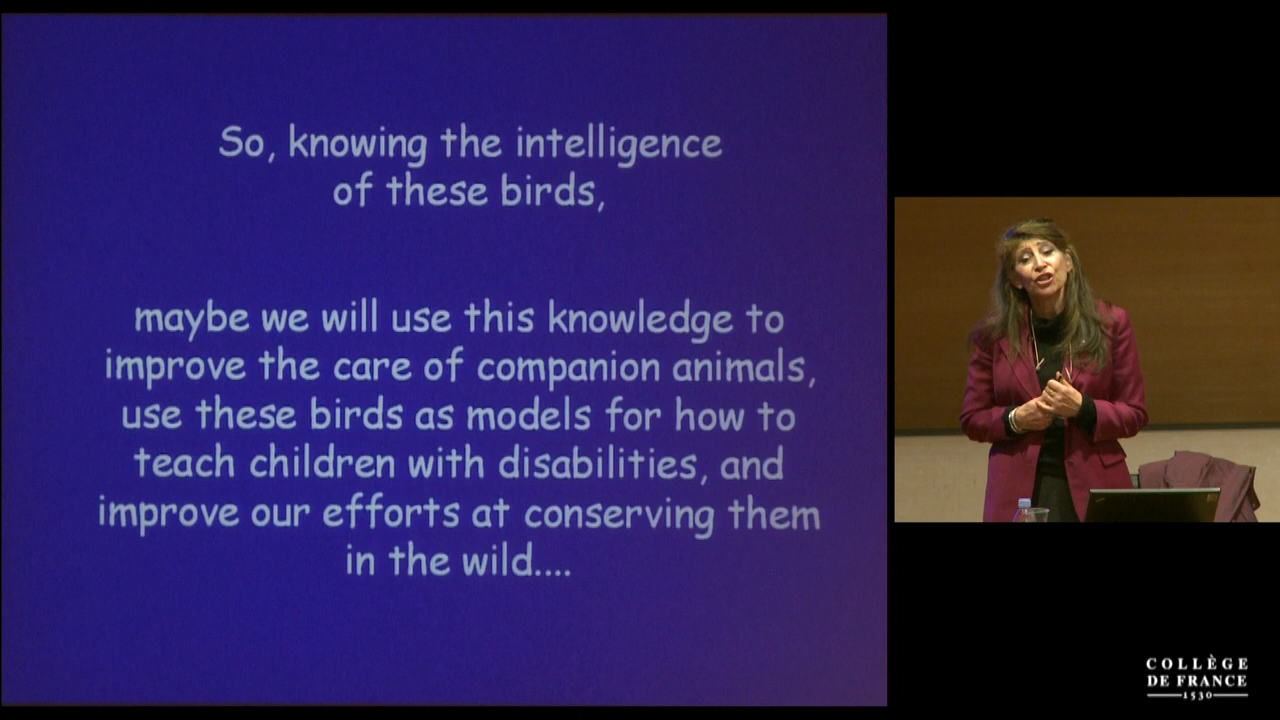 So, knowing the intelligence
of these birds,
maybe we will use this knowledge to
improve the care of companion animals,
use these birds as models for how to
teach children with disabilities, and
improve our efforts at conserving them
in the wild....
COLLÈGE
DE FRANCE
1530